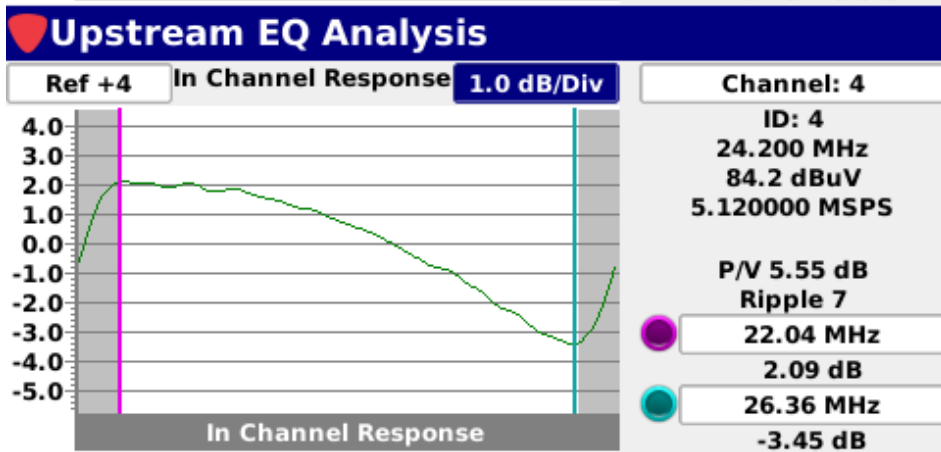 Upstream EQ Analysis
Ref +4
In Channel Response
1.0 dB/Div
4.0
3.0
2.0
1.0
0.0
-1.0
-2.0
-3.0
-4.0
-5.0
In Channel Response
Channel: 4
ID: 4
24.200 MHz
84.2 dBuV
5.120000 MSPS
P/V 5.55 dB
Ripple 7
22.04 MHz
2.09 dB
26.36 MHz
-3.45 dB